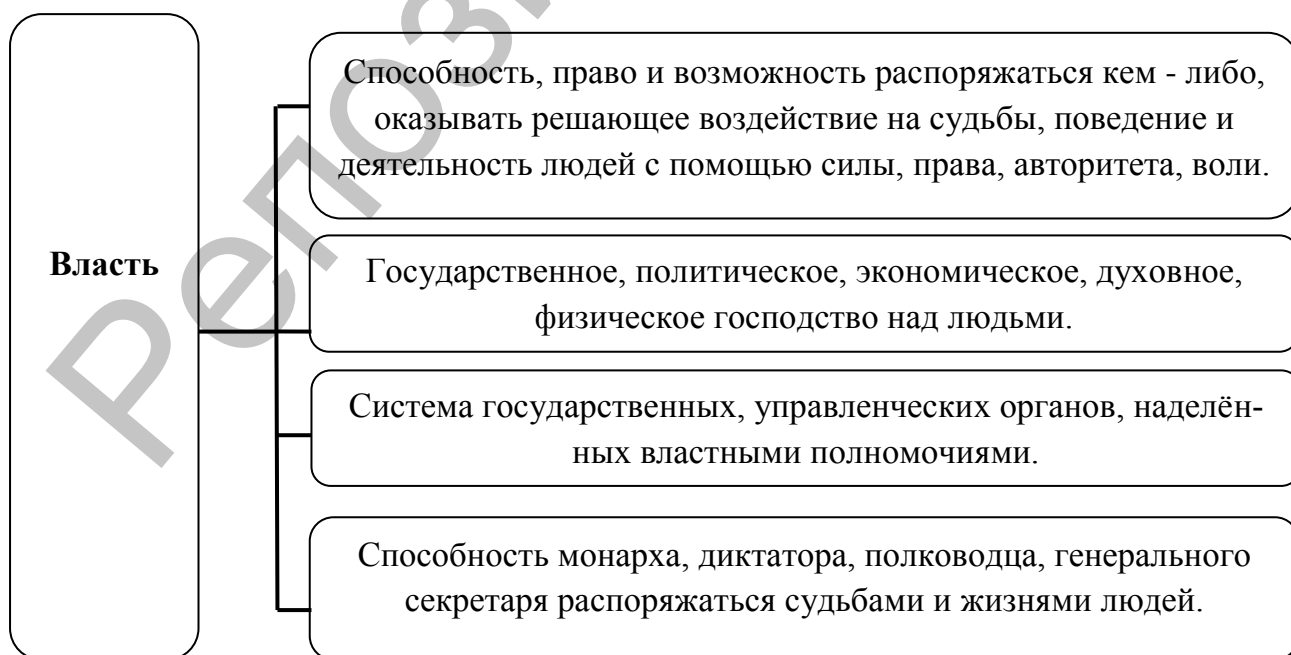 Способность, право и возможность распоряжаться кем - либо,
оказывать решающее воздействие на судьбы, поведение и
деятельность людей с помощью силы, права, авторитета, воли.
Власть
Государственное, политическое, экономическое, духовное,
физическое господство над людьми.
Система государственных, управленческих органов, наделён-
ных властными полномочиями.
Способность монарха, диктатора, полководца, генерального
секретаря распоряжаться судьбами и жизнями людей.